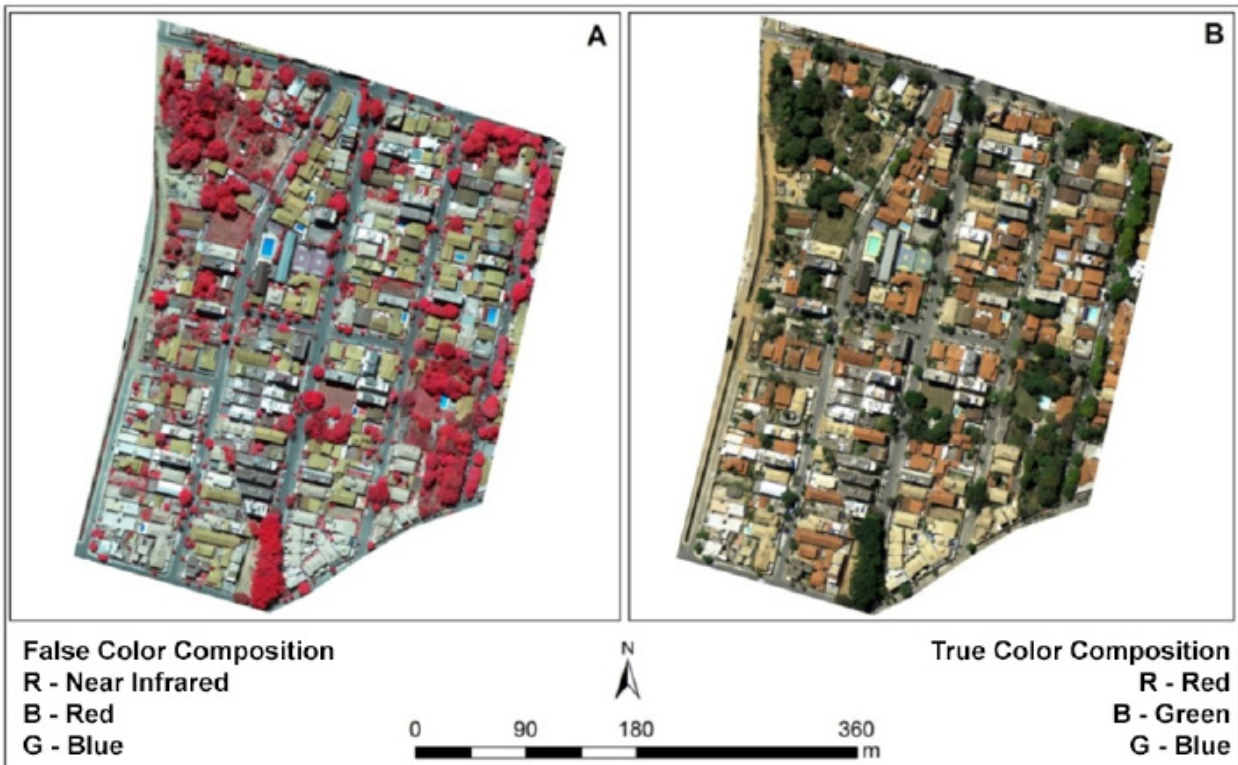 A
B
False Color Composition
R - Near Infrared
B - Red
G - Blue
N
0 90 180 360
m
True Color Composition
R - Red
B - Green
G - Blue